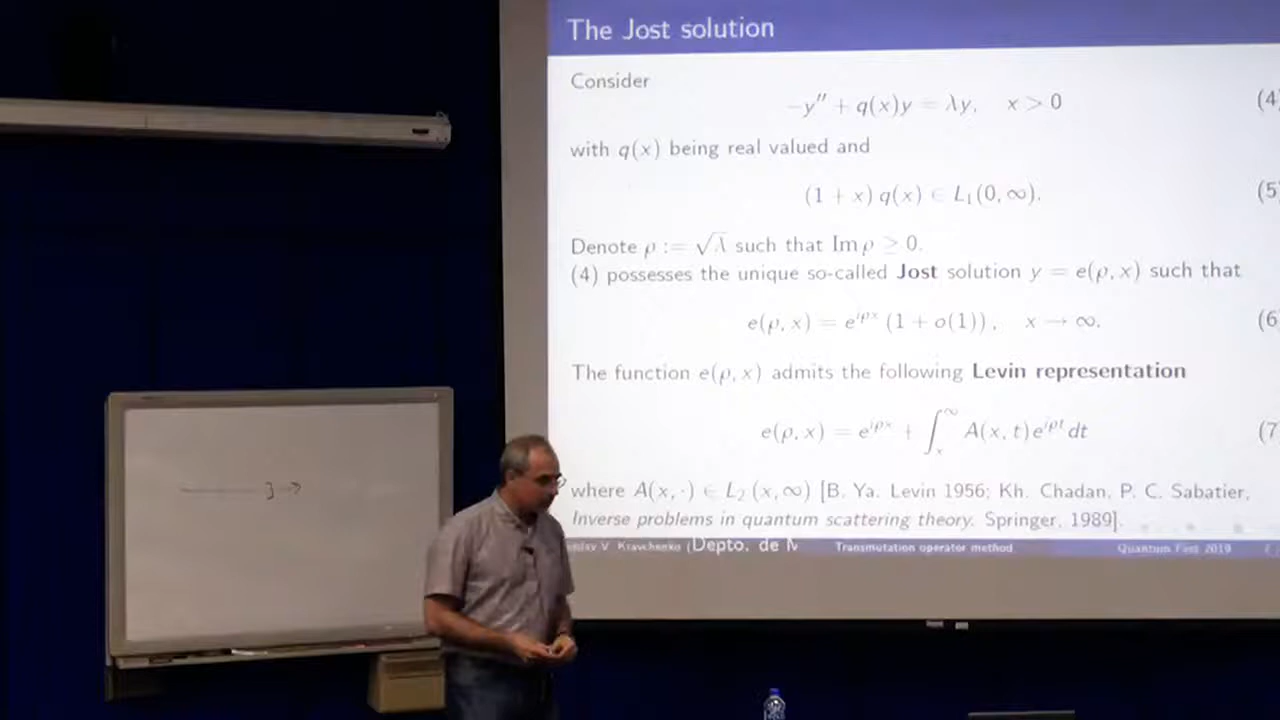 The Jost solution
Consider
−y″ + q(x)y = λy, x > 0 (4
with q(x) being real valued and
(1 + x) q(x) ∈ L₁(0, ∞). (5
Denote ρ := √λ such that Im ρ ≥ 0.
(4) possesses the unique so-called Jost solution y = e(ρ, x) such that
e(ρ, x) = e^{iρx} (1 + o(1)), x → ∞. (6
The function e(ρ, x) admits the following Levin representation
e(ρ, x) = e^{iρx} + ∫_x^∞ A(x, t)e^{iρt} dt (7
where A(x, ·) ∈ L₂ (x, ∞) [B. Ya. Levin 1956; Kh. Chadan, P. C. Sabatier,
Inverse problems in quantum scattering theory. Springer, 1989].
V. Kravchenko (Depto. de M Transmutation operator method Quantum Fest 2019